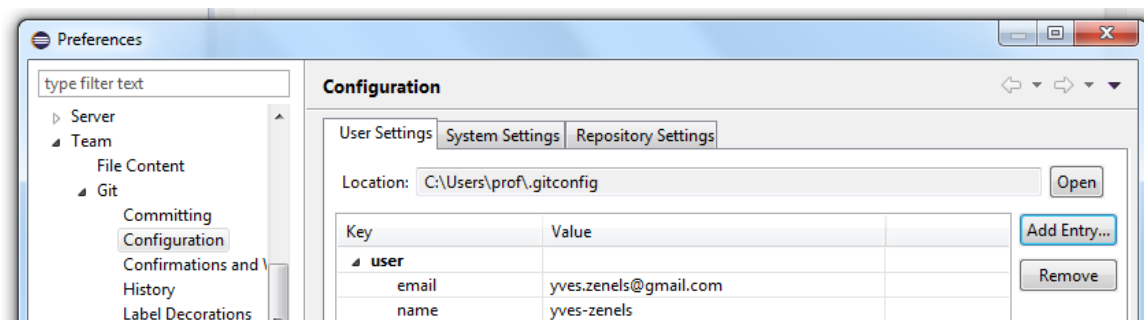 Preferences
type filter text
Server
Team
File Content
Git
Committing
Configuration
Confirmations and
History
Label Decorations
Configuration
User Settings System Settings Repository Settings
Location: C:\Users\prof\.gitconfig Open
Key Value Add Entry...
user
email yves.zenels@gmail.com Remove
name yves-zenels